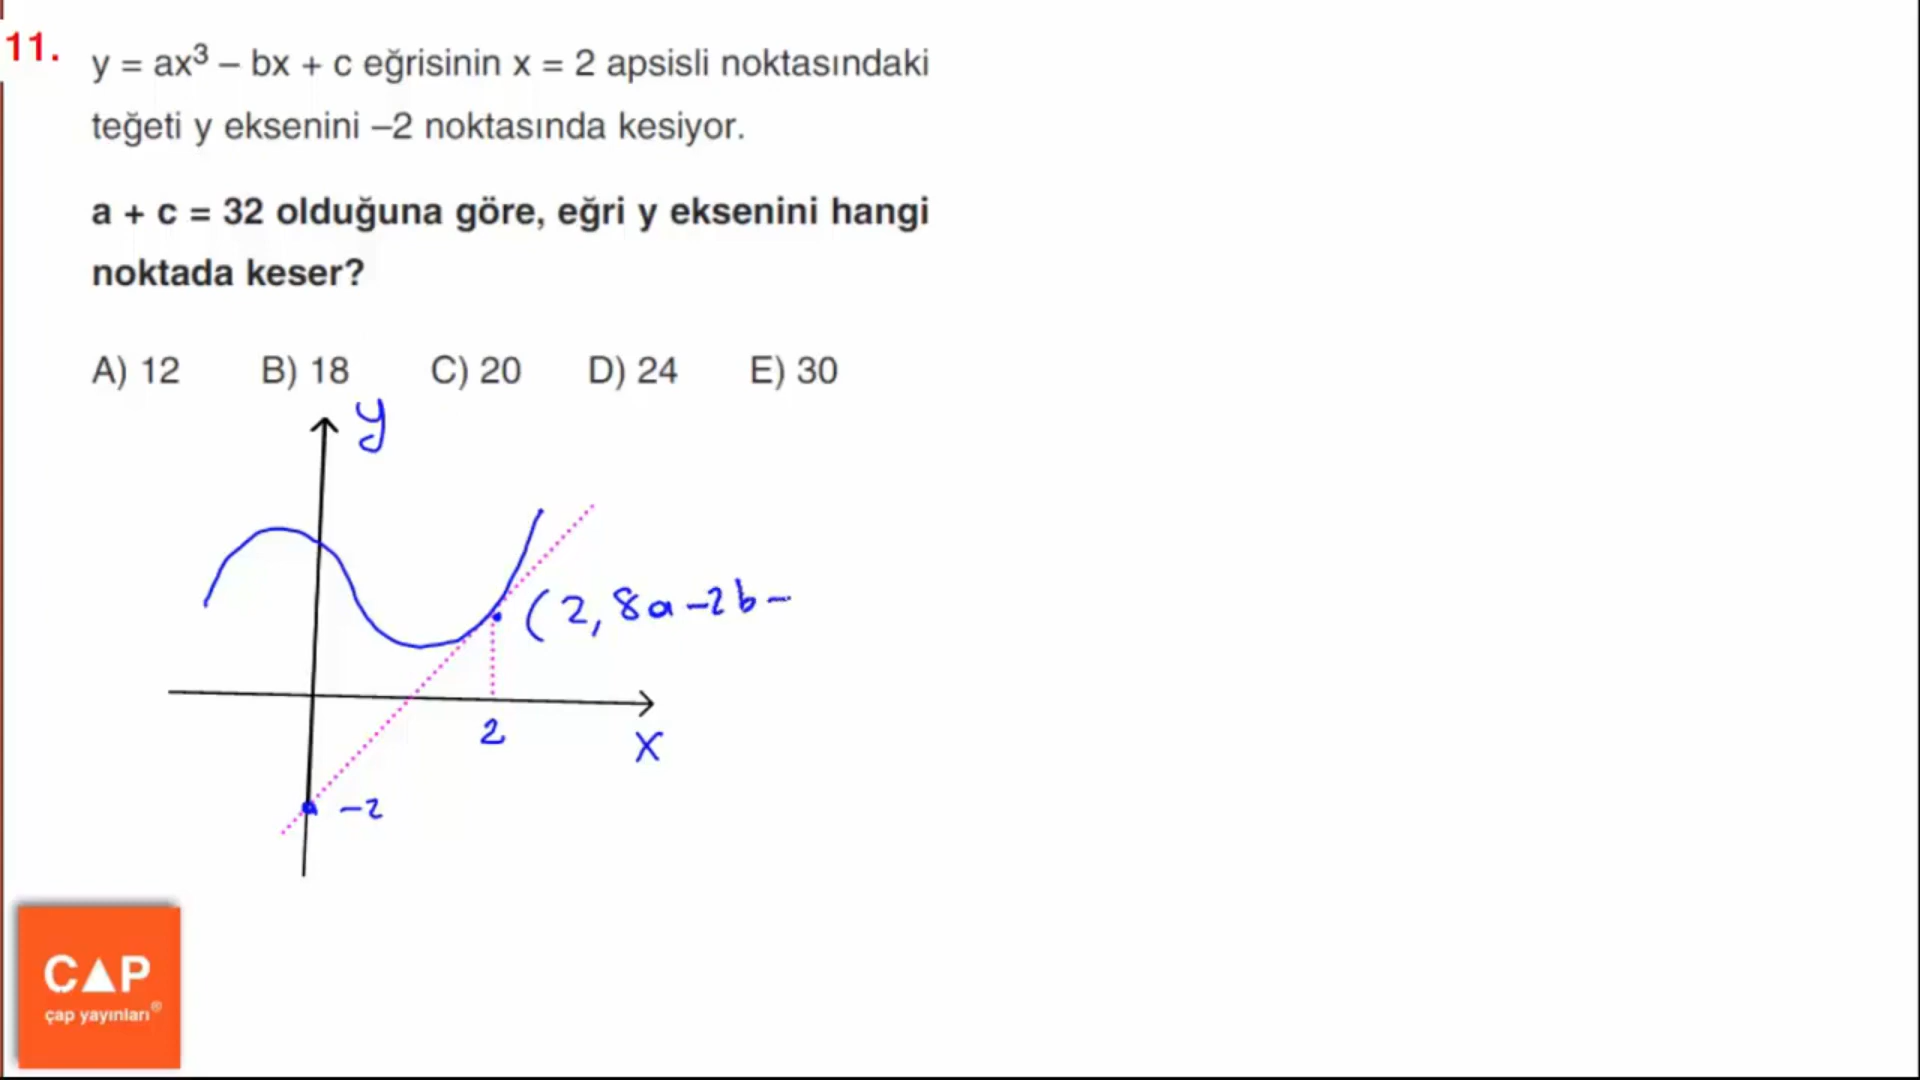 11. y = ax³ – bx + c eğrisinin x = 2 apsisli noktasındaki
teğeti y eksenini –2 noktasında kesiyor.
a + c = 32 olduğuna göre, eğri y eksenini hangi
noktada keser?
A) 12 B) 18 C) 20 D) 24 E) 30
y
(2, 8a -2b -
2
x
-2
ÇAP
çap yayınları®